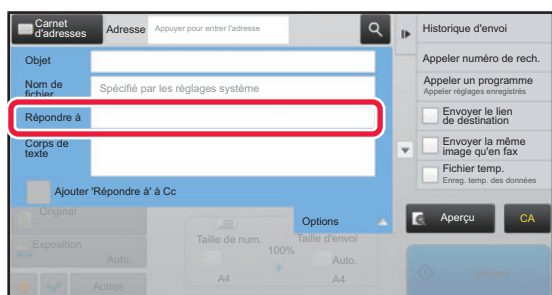 Carnet
d'adresses
Adresse
Appuyer pour entrer l'adresse
Objet
Nom de
fichier
Spécifié par les réglages système
Répondre à
Corps de
texte
Ajouter 'Répondre à' à Cc
Options
Original
Exposition
Auto.
Autres
Taille de num.
100%
Taille d'envoi
Auto.
A4
A4
Historique d'envoi
Appeler numéro de rech.
Appeler un programme
Appeler réglages enregistrés
Envoyer le lien
de destination
Envoyer la même
image qu'en fax
Fichier temp.
Enreg. temp. des données
Aperçu
CA
Départ